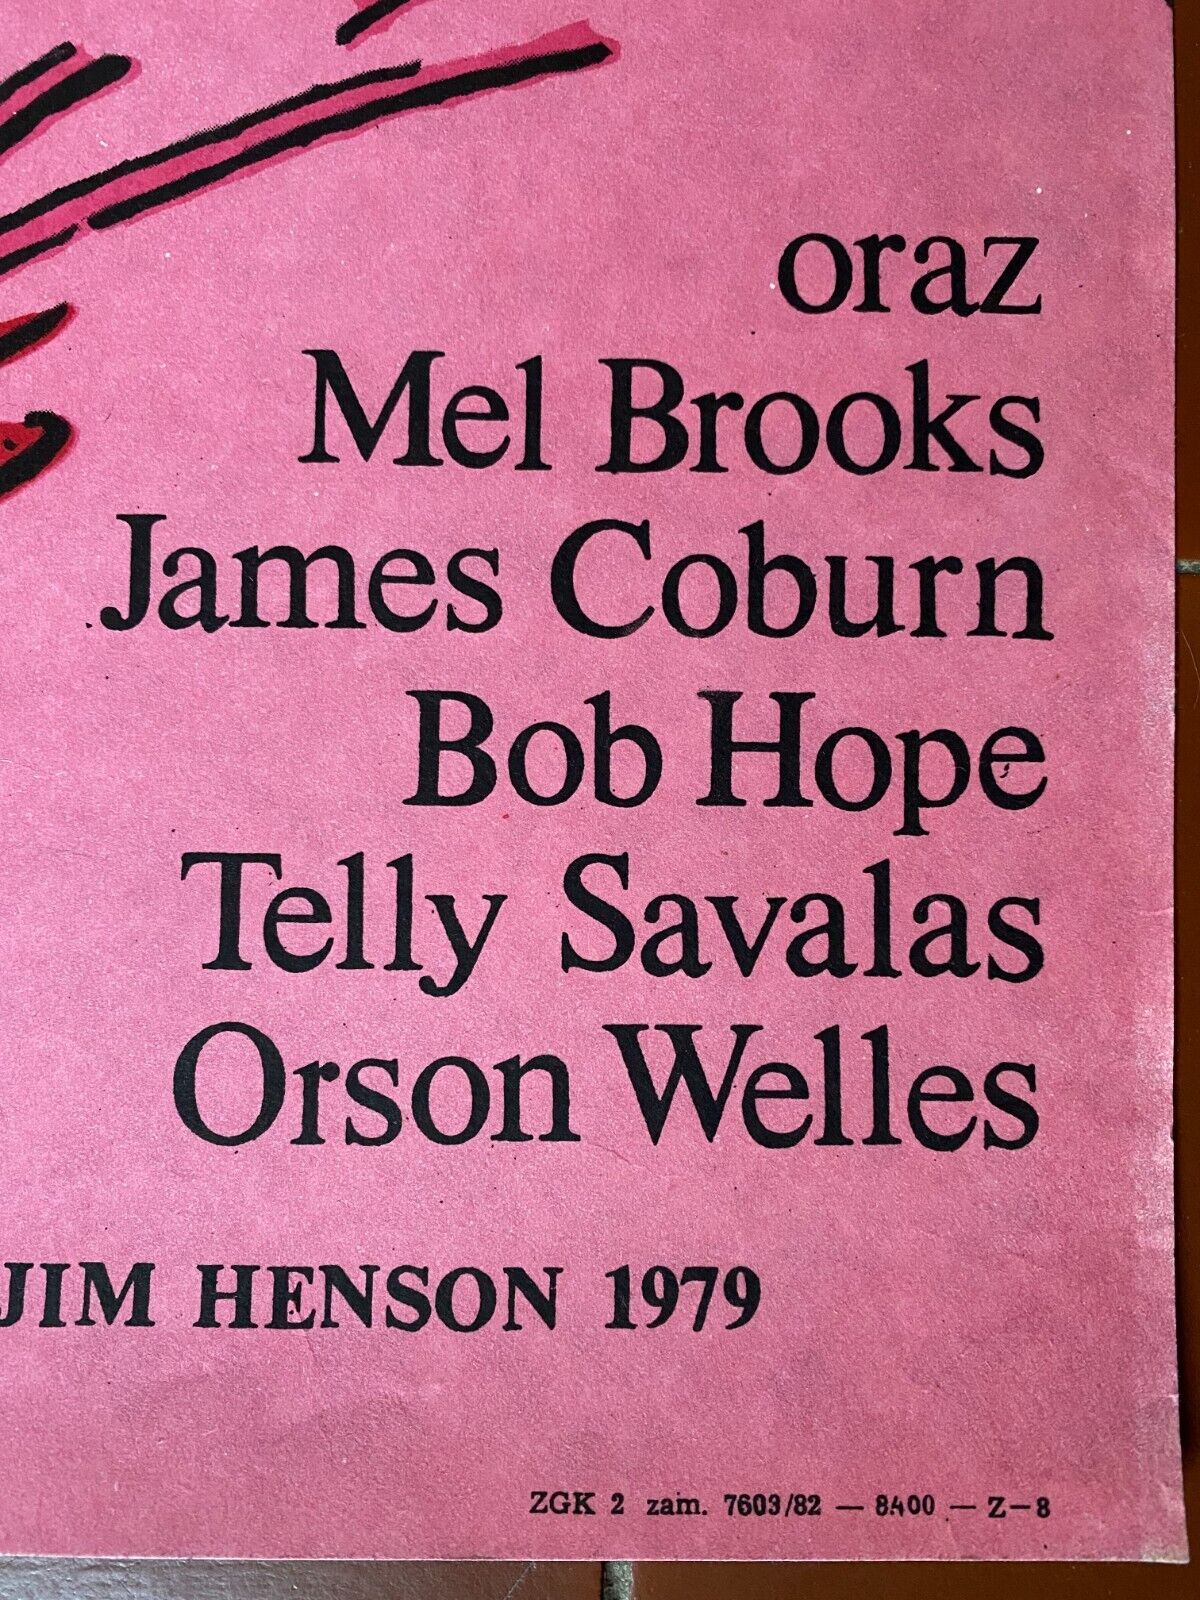 oraz
Mel Brooks
James Coburn
Bob Hope
Telly Savalas
Orson Welles
JIM HENSON 1979
ZGK 2 zam. 7603/82 — 8400 — Z-8